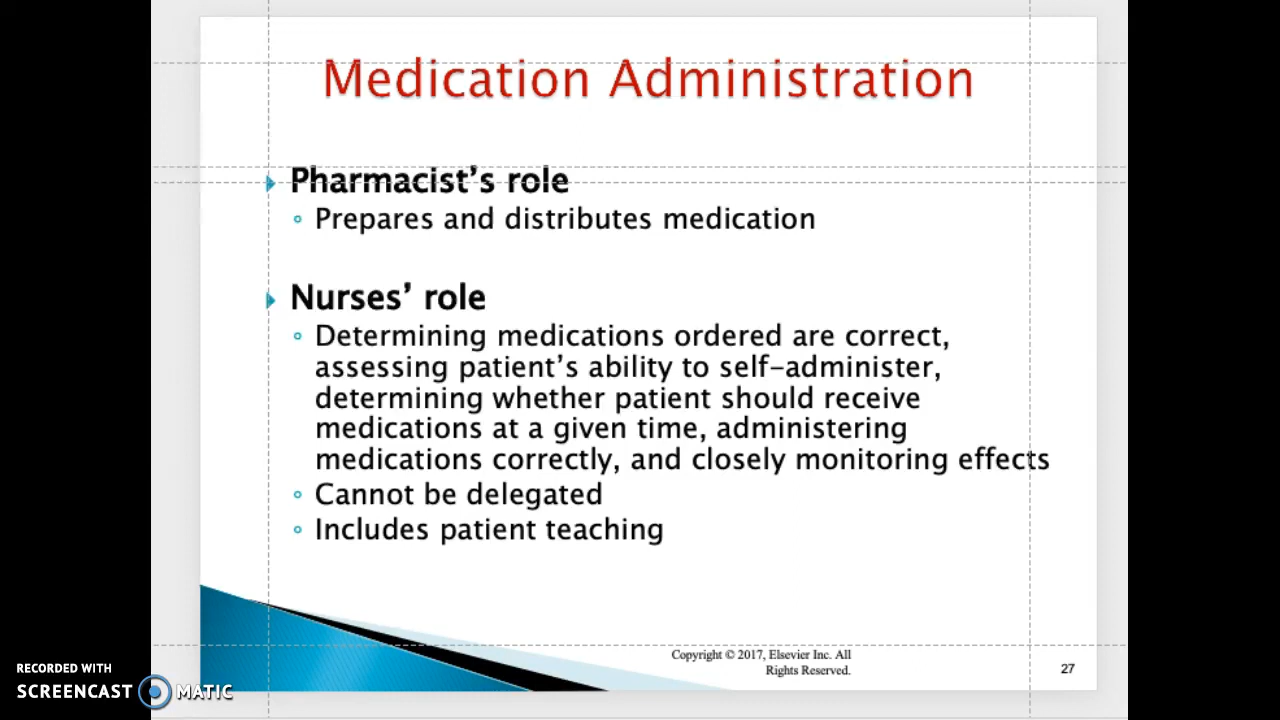 Medication Administration
Pharmacist’s role
Prepares and distributes medication
Nurses’ role
Determining medications ordered are correct,
assessing patient’s ability to self-administer,
determining whether patient should receive
medications at a given time, administering
medications correctly, and closely monitoring effects
Cannot be delegated
Includes patient teaching
Copyright © 2017, Elsevier Inc. All
Rights Reserved.
27
RECORDED WITH
SCREENCAST MATIC